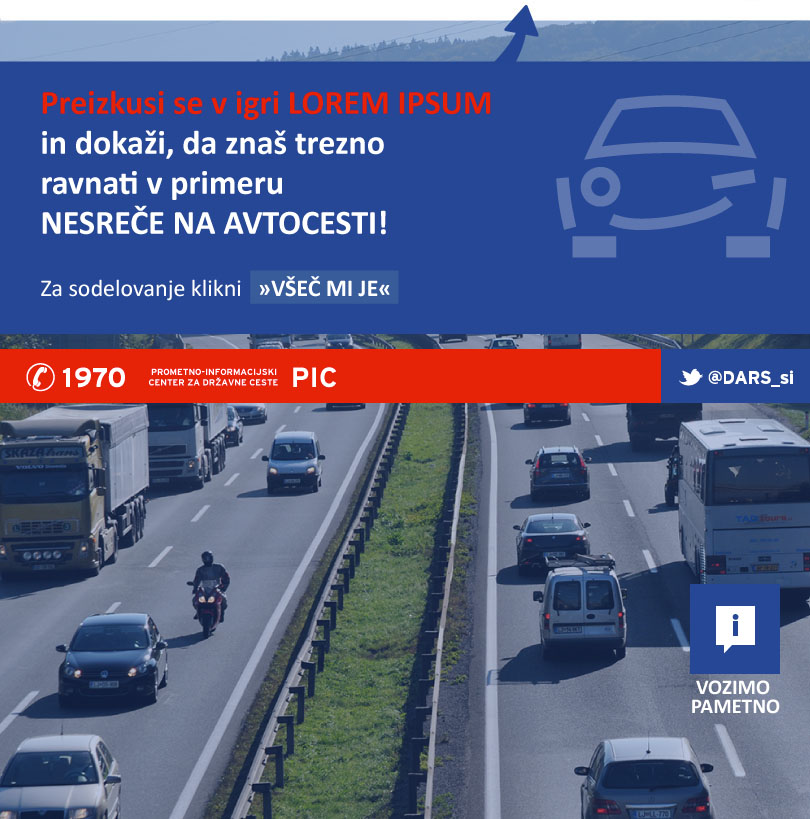 Preizkusi se v igri LOREM IPSUM
in dokaži, da znaš trezno
ravnati v primeru
NESREČE NA AVTOCESTI!
Za sodelovanje klikni »VŠEČ MI JE«
1970 PROMETNO-INFORMACIJSKI
CENTER ZA DRŽAVNE CESTE PIC @DARS_si
SKAZA
i
VOZIMO
PAMETNO